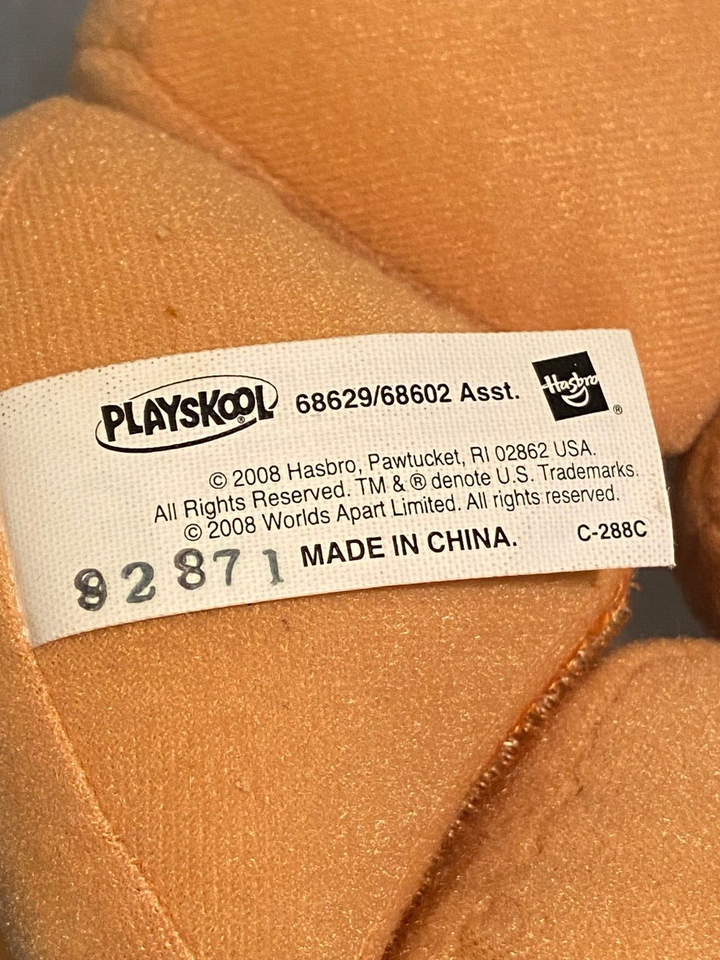 PLAYSKOOL® 68629/68602 Asst. Hasbro®
© 2008 Hasbro, Pawtucket, RI 02862 USA.
All Rights Reserved. TM & ® denote U.S. Trademarks.
© 2008 Worlds Apart Limited. All rights reserved.
92871 MADE IN CHINA. C-288C